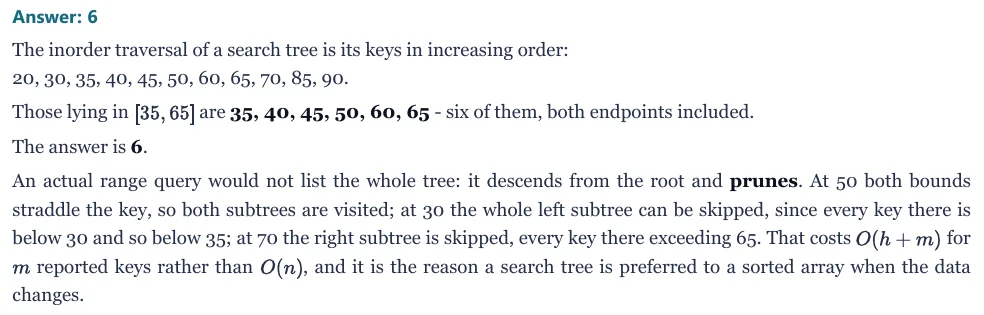 Answer: 6
The inorder traversal of a search tree is its keys in increasing order:
20, 30, 35, 40, 45, 50, 60, 65, 70, 85, 90.
Those lying in [35, 65] are 35, 40, 45, 50, 60, 65 - six of them, both endpoints included.
The answer is 6.
An actual range query would not list the whole tree: it descends from the root and prunes. At 50 both bounds
straddle the key, so both subtrees are visited; at 30 the whole left subtree can be skipped, since every key there is
below 30 and so below 35; at 70 the right subtree is skipped, every key there exceeding 65. That costs O(h + m) for
m reported keys rather than O(n), and it is the reason a search tree is preferred to a sorted array when the data
changes.